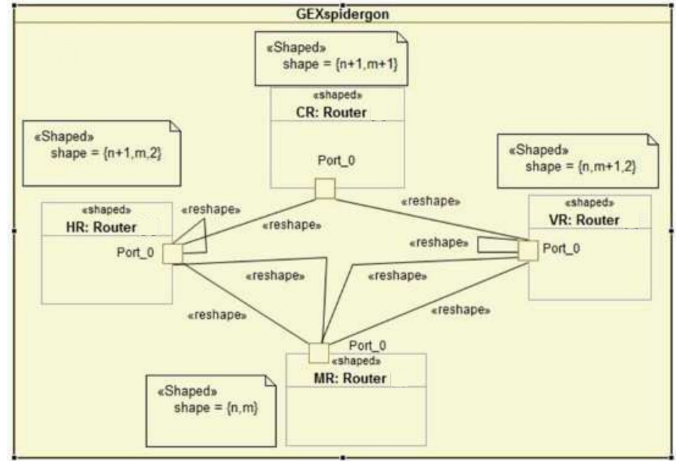 GEXspidergon
«Shaped»
shape = {n+1,m+1}
«shaped»
CR: Router
Port_0
«Shaped»
shape = {n+1,m,2}
«Shaped»
shape = {n,m+1,2}
«shaped»
HR: Router
Port_0
«shaped»
VR: Router
Port_0
«reshape»
«reshape»
«reshape»
«reshape»
«reshape»
«reshape»
«reshape»
«reshape»
Port_0
«shaped»
MR: Router
«Shaped»
shape = {n,m}